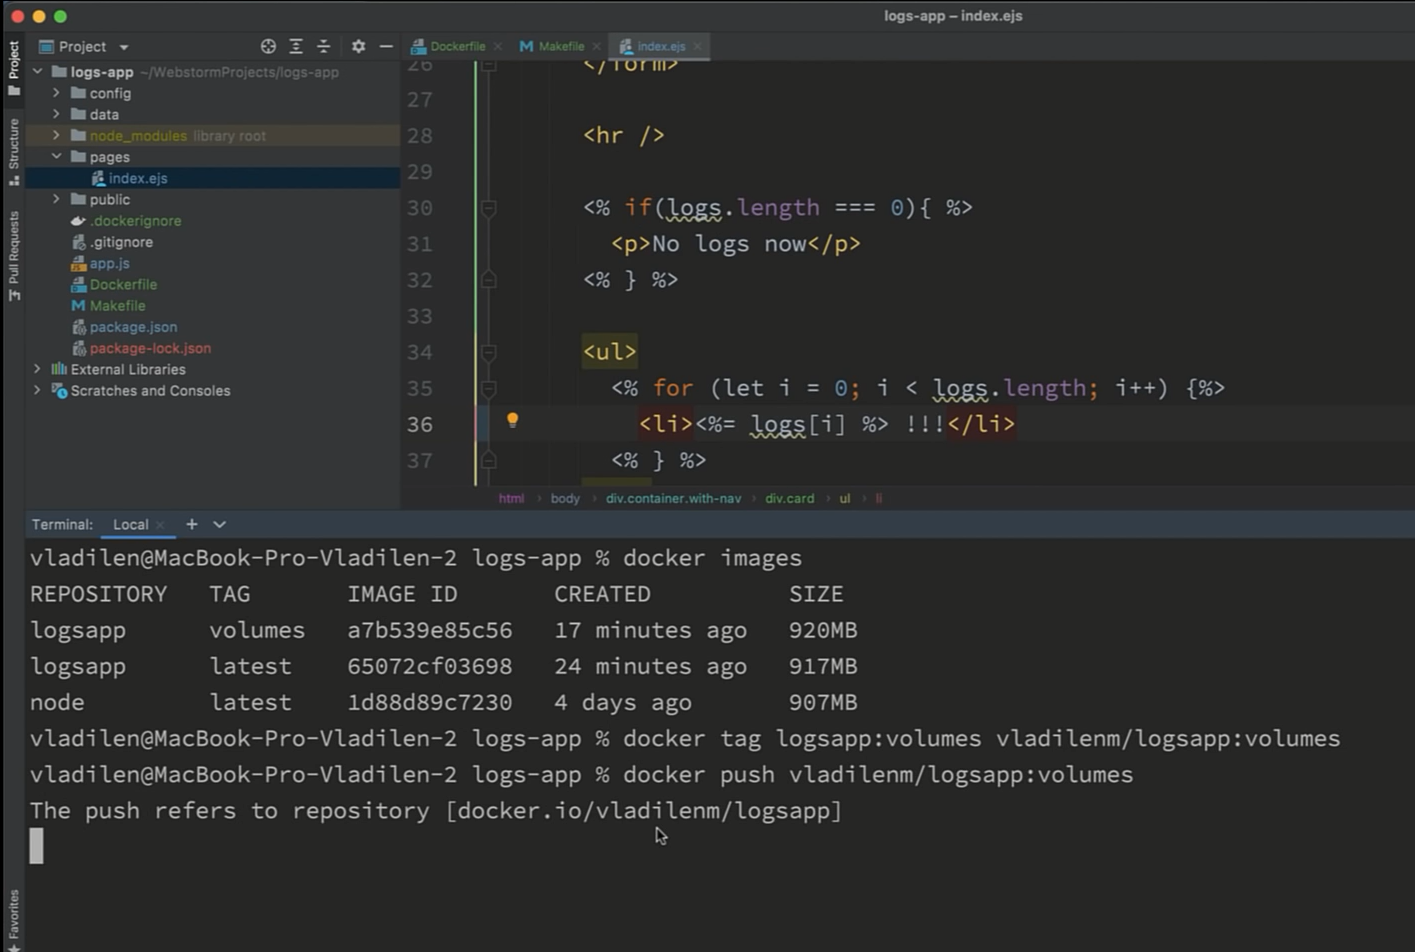 logs-app – index.ejs
Project
Dockerfile
Makefile
index.ejs
Project
Structure
Pull Requests
Favorites
logs-app ~/WebstormProjects/logs-app
config
data
node_modules library root
pages
index.ejs
public
.dockerignore
.gitignore
app.js
Dockerfile
Makefile
package.json
package-lock.json
External Libraries
Scratches and Consoles
26 </form>
27
28 <hr />
29
30 <% if(logs.length === 0){ %>
31 <p>No logs now</p>
32 <% } %>
33
34 <ul>
35 <% for (let i = 0; i < logs.length; i++) {%>
36 <li><%= logs[i] %> !!!</li>
37 <% } %>
html › body › div.container.with-nav › div.card › ul › li
Terminal: Local
vladilen@MacBook-Pro-Vladilen-2 logs-app % docker images
REPOSITORY TAG IMAGE ID CREATED SIZE
logsapp volumes a7b539e85c56 17 minutes ago 920MB
logsapp latest 65072cf03698 24 minutes ago 917MB
node latest 1d88d89c7230 4 days ago 907MB
vladilen@MacBook-Pro-Vladilen-2 logs-app % docker tag logsapp:volumes vladilenm/logsapp:volumes
vladilen@MacBook-Pro-Vladilen-2 logs-app % docker push vladilenm/logsapp:volumes
The push refers to repository [docker.io/vladilenm/logsapp]